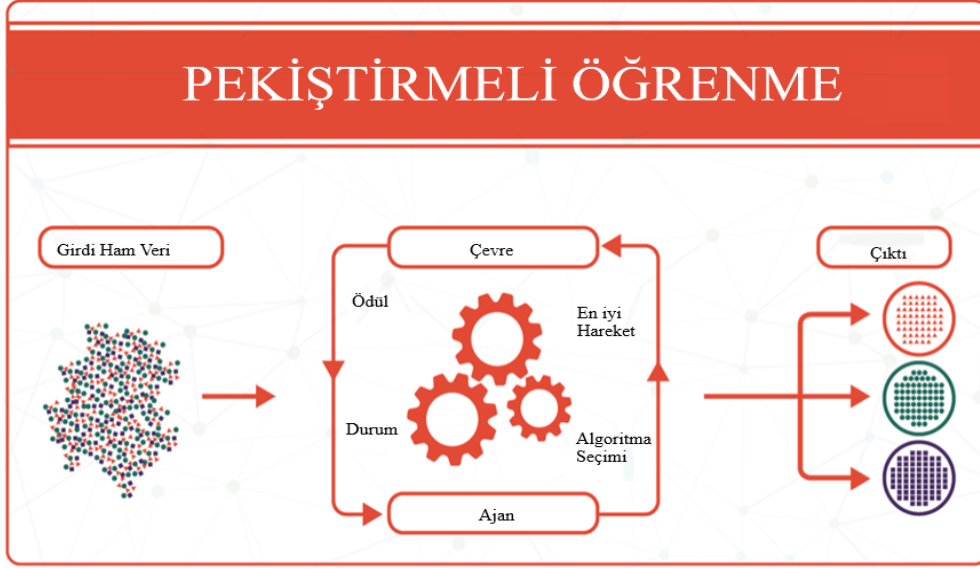 PEKİŞTİRMELİ ÖĞRENME
Girdi Ham Veri
Çevre
Çıktı
Ödül
En iyi
Hareket
Durum
Algoritma
Seçimi
Ajan